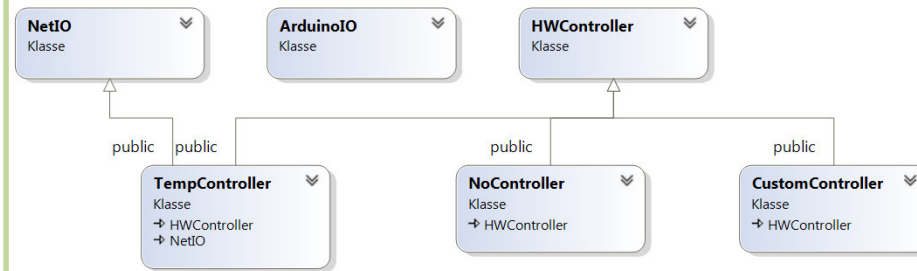 NetIO
Klasse
ArduinoIO
Klasse
HWController
Klasse
public
public
public
public
TempController
Klasse
HWController
NetIO
NoController
Klasse
HWController
CustomController
Klasse
HWController